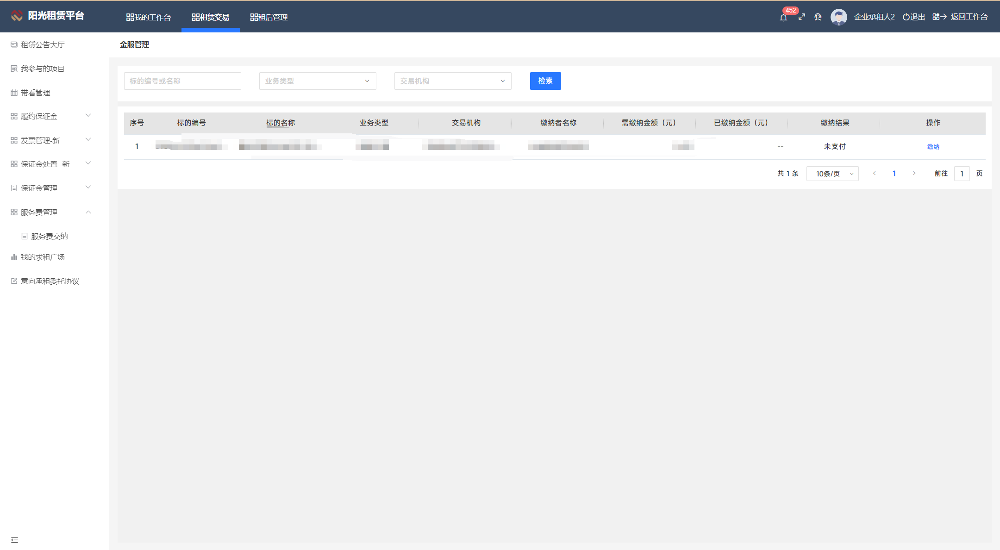 阳光租赁平台
我的工作台 租赁交易 租后管理
452
企业承租人2 退出 返回工作台
租赁公告大厅
我参与的项目
带看管理
履约保证金
发票管理-新
保证金处置--新
保证金管理
服务费管理
服务费交纳
我的求租广场
意向承租委托协议
金服管理
标的编号或名称 业务类型 交易机构 检索
序号 标的编号 标的名称 业务类型 交易机构 缴纳者名称 需缴纳金额（元） 已缴纳金额（元） 缴纳结果 操作
1 -- 未支付 缴纳
共 1 条 10条/页 1 前往 1 页